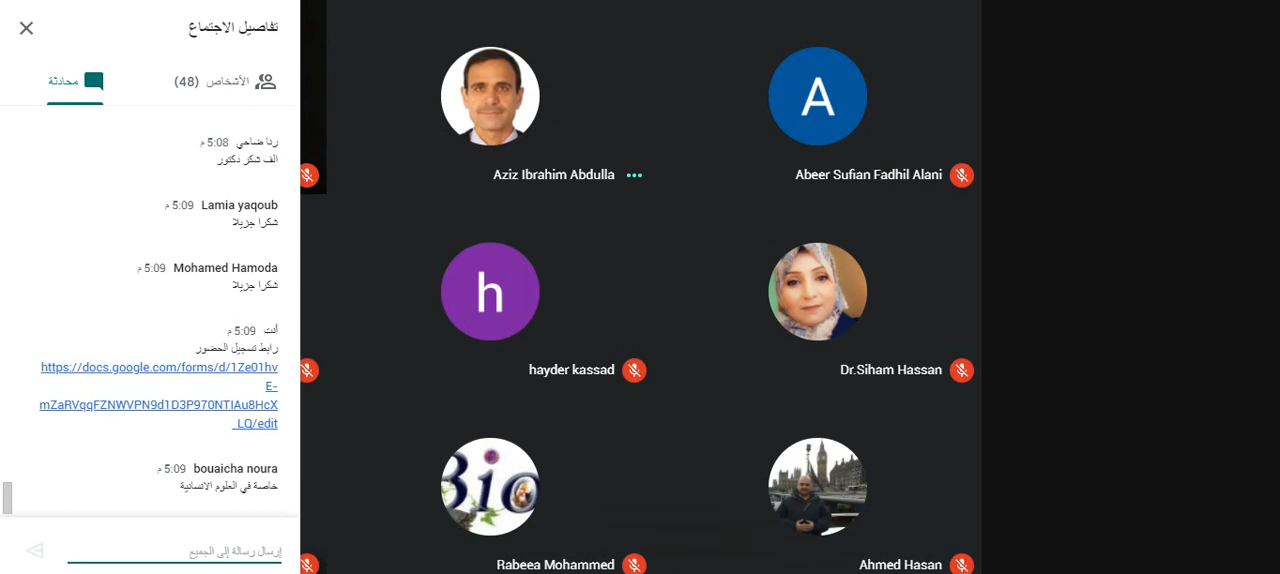 تفاصيل الاجتماع
الأشخاص (48)
محادثة
رنا ضاحي 5:08 م
الف شكر دكتور
Lamia yaqoub 5:09 م
شكرا جزيلا
Mohamed Hamoda 5:09 م
شكرا جزيلا
أنت 5:09 م
رابط تسجيل الحضور
https://docs.google.com/forms/d/1Ze01hv
E-
mZaRVqqFZNWVPN9d1D3P970NTIAu8HcX
_LQ/edit
bouaicha noura 5:09 م
خاصة في العلوم الانسانية
إرسال رسالة إلى الجميع
Aziz Ibrahim Abdulla
A
Abeer Sufian Fadhil Alani
h
hayder kassad
Dr.Siham Hassan
Bio
Rabeea Mohammed
Ahmed Hasan